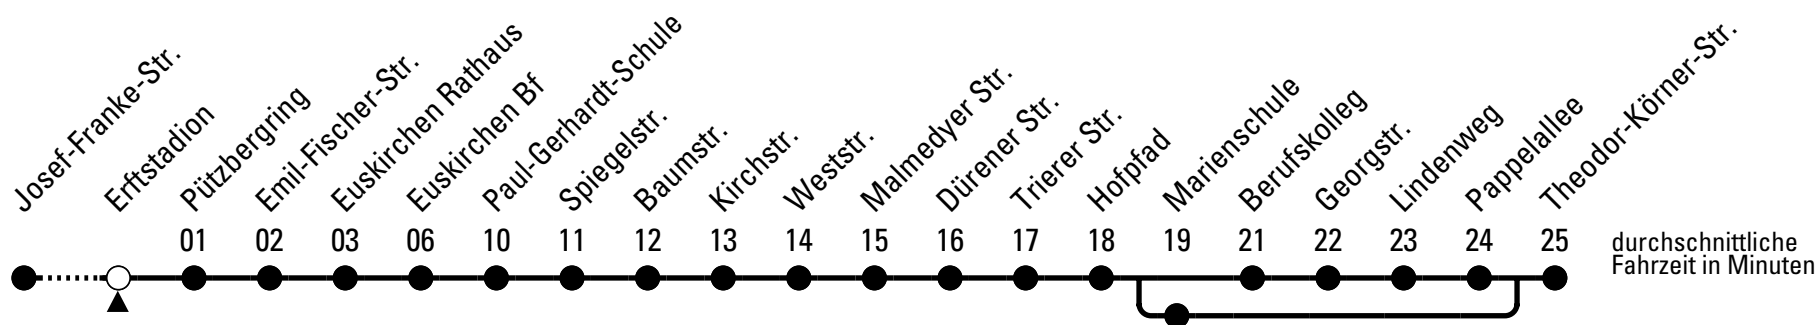 Josef-Franke-Str.
Erftstadion
Pützbergring
Emil-Fischer-Str.
Euskirchen Rathaus
Euskirchen Bf
Paul-Gerhardt-Schule
Spiegelstr.
Baumstr.
Kirchstr.
Weststr.
Malmedyer Str.
Dürener Str.
Trierer Str.
Hofpfad
Marienschule
Berufskolleg
Georgstr.
Lindenweg
Pappelallee
Theodor-Körner-Str.
01 02 03 06 10 11 12 13 14 15 16 17 18 19 21 22 23 24 25
durchschnittliche
Fahrzeit in Minuten